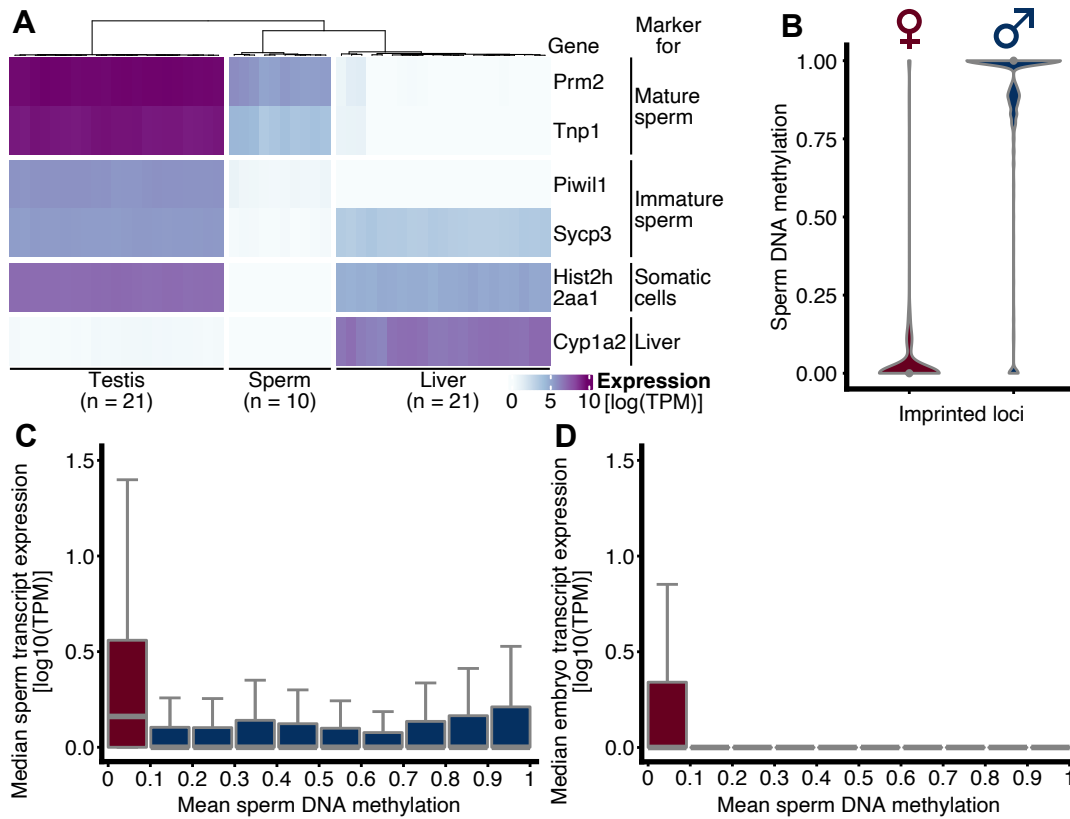 A
Gene
Marker
for
Prm2
Tnp1
Mature
sperm
Piwil1
Sycp3
Immature
sperm
Hist2h
2aa1
Somatic
cells
Cyp1a2
Liver
Testis
(n = 21)
Sperm
(n = 10)
Liver
(n = 21)
Expression
[log(TPM)]
0 5 10
B
♀ ♂
Sperm DNA methylation
1.00
0.75
0.50
0.25
0.00
Imprinted loci
C
Median sperm transcript expression
[log10(TPM)]
1.5
1.0
0.5
0.0
0 0.1 0.2 0.3 0.4 0.5 0.6 0.7 0.8 0.9 1
Mean sperm DNA methylation
D
Median embryo transcript expression
[log10(TPM)]
1.5
1.0
0.5
0.0
0 0.1 0.2 0.3 0.4 0.5 0.6 0.7 0.8 0.9 1
Mean sperm DNA methylation